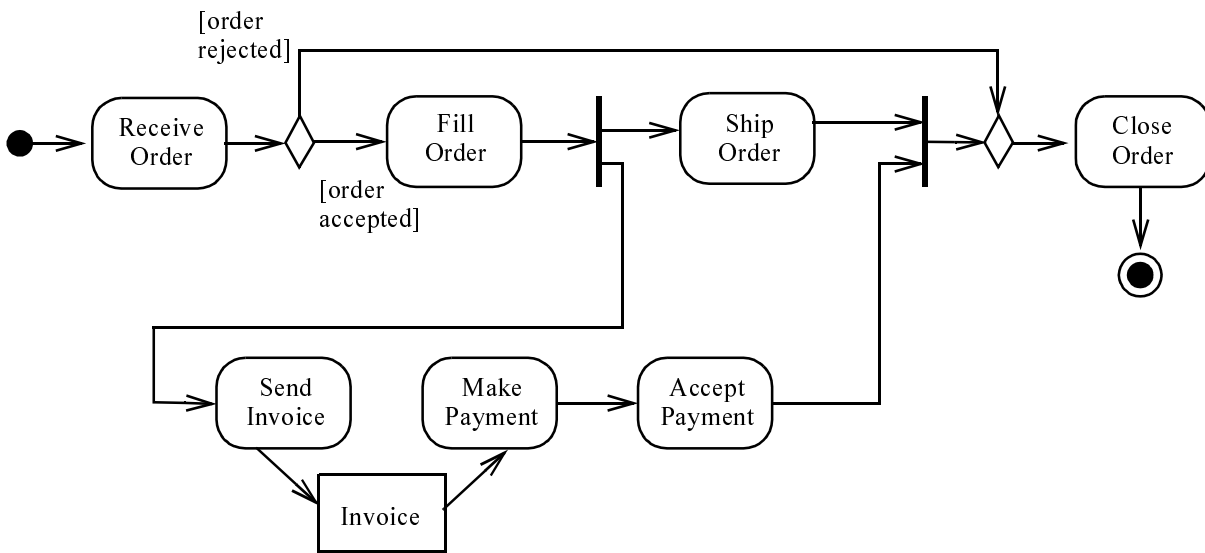 [order
rejected]
Receive
Order
Fill
Order
[order
accepted]
Ship
Order
Close
Order
Send
Invoice
Make
Payment
Accept
Payment
Invoice